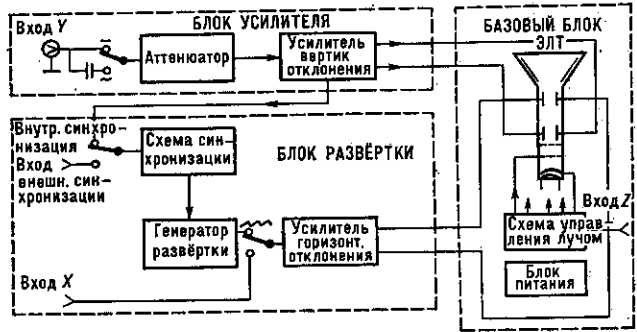 БЛОК УСИЛИТЕЛЯ
Вход Y
Аттенюатор
Усилитель
вертик
отклонения
БАЗОВЫЙ БЛОК
ЭЛТ
Внутр. синхро-
низация
Вход
внешн. син-
хронизации
Схема син-
хронизации
БЛОК РАЗВЁРТКИ
Генератор
развёртки
Усилитель
горизонт.
отклонения
Вход X
Вход Z
Схема управ-
ления лучом
Блок
питания